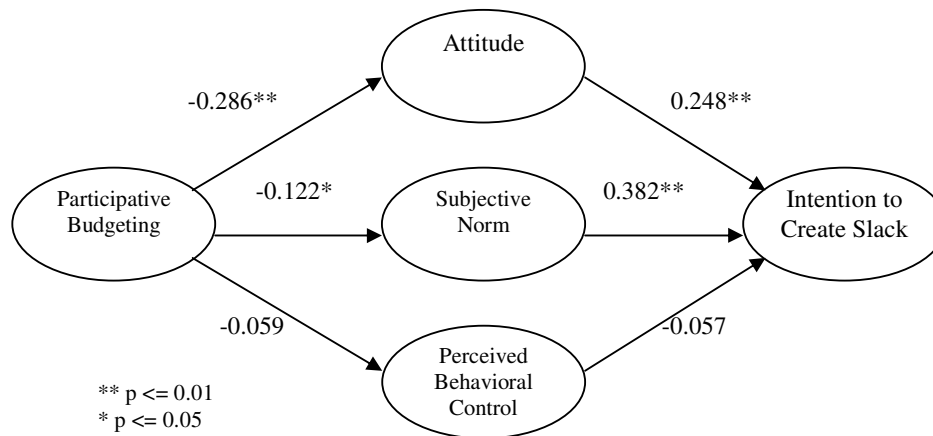 Attitude
-0.286**
0.248**
Participative
Budgeting
-0.122*
Subjective
Norm
0.382**
Intention to
Create Slack
-0.059
-0.057
Perceived
Behavioral
Control
** p <= 0.01
* p <= 0.05